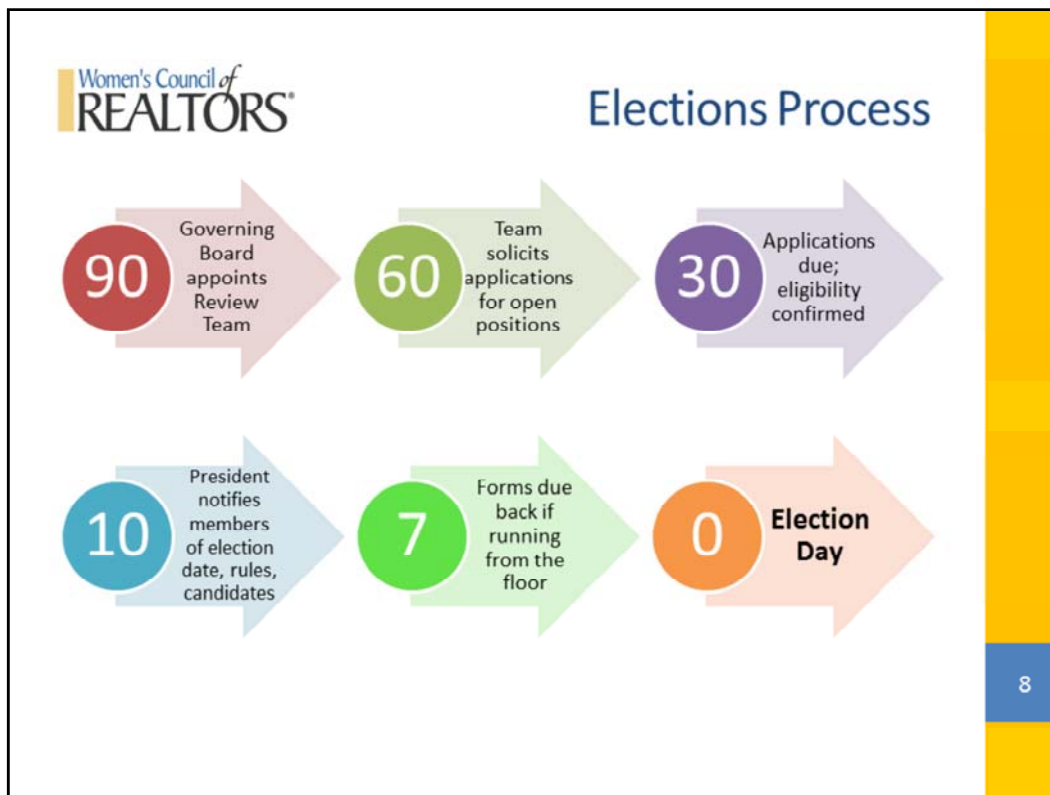 Women's Council of
REALTORS®
Elections Process
90
Governing
Board
appoints
Review
Team
60
Team
solicits
applications
for open
positions
30
Applications
due;
eligibility
confirmed
10
President
notifies
members
of election
date, rules,
candidates
7
Forms due
back if
running
from the
floor
0
Election
Day
8